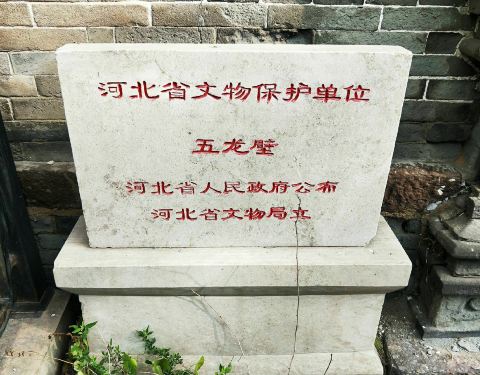 河北省文物保护单位
五龙壁
河北省人民政府公布
河北省文物局立